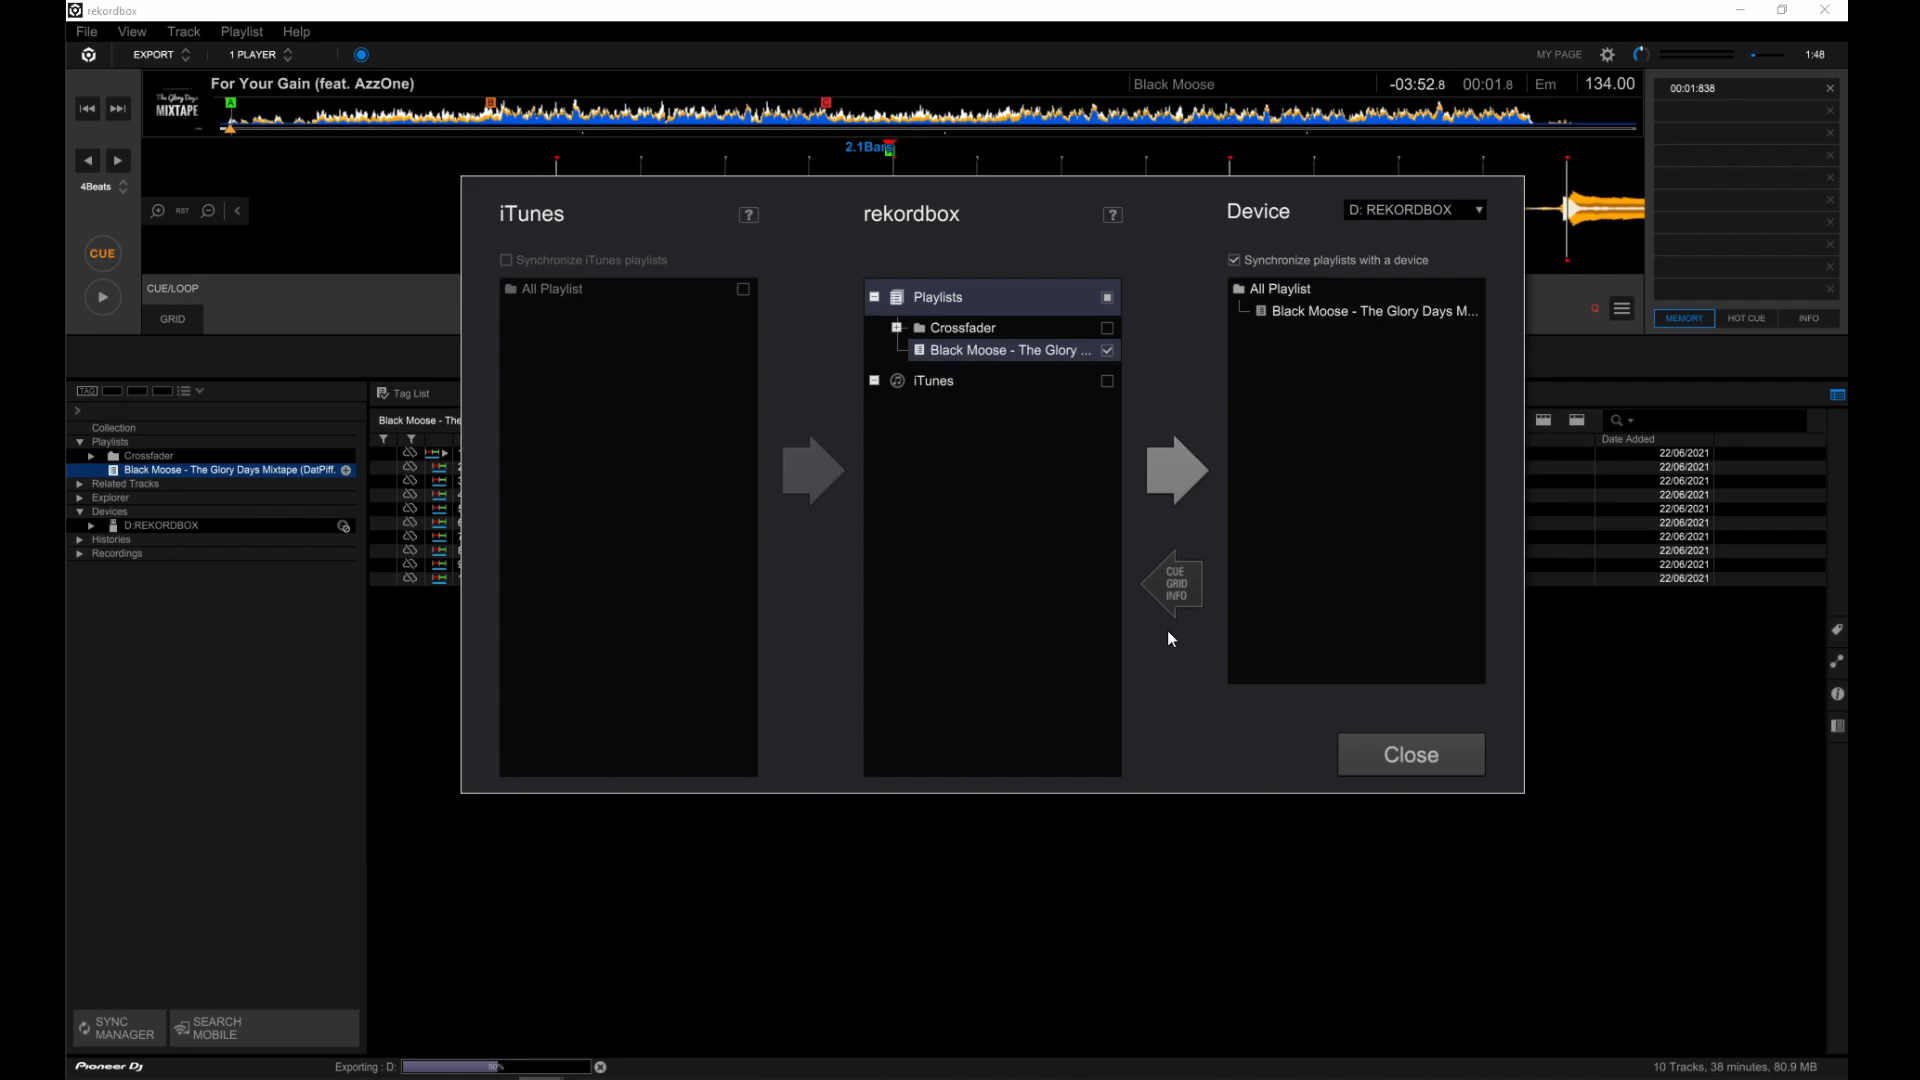 rekordbox
File View Track Playlist Help
EXPORT 1 PLAYER MY PAGE 1:48
For Your Gain (feat. AzzOne) Black Moose -03:52.8 00:01.8 Em 134.00
The Glory Days
MIXTAPE
A B C
00:01:838
2.1Bars
4Beats
RST
CUE
CUE/LOOP
GRID
Q
MEMORY HOT CUE INFO
iTunes ? rekordbox ? Device D: REKORDBOX
Synchronize iTunes playlists
Synchronize playlists with a device
All Playlist
Playlists
Crossfader
Black Moose - The Glory ...
iTunes
All Playlist
Black Moose - The Glory Days M...
CUE
GRID
INFO
Close
TAG
Collection
Playlists
Crossfader
Black Moose - The Glory Days Mixtape (DatPiff.
Related Tracks
Explorer
Devices
D:REKORDBOX
Histories
Recordings
Tag List
Black Moose - The
Date Added
22/06/2021
22/06/2021
22/06/2021
22/06/2021
22/06/2021
22/06/2021
22/06/2021
22/06/2021
22/06/2021
22/06/2021
SYNC
MANAGER
SEARCH
MOBILE
Pioneer Dj Exporting : D: 50% 10 Tracks, 38 minutes, 80.9 MB